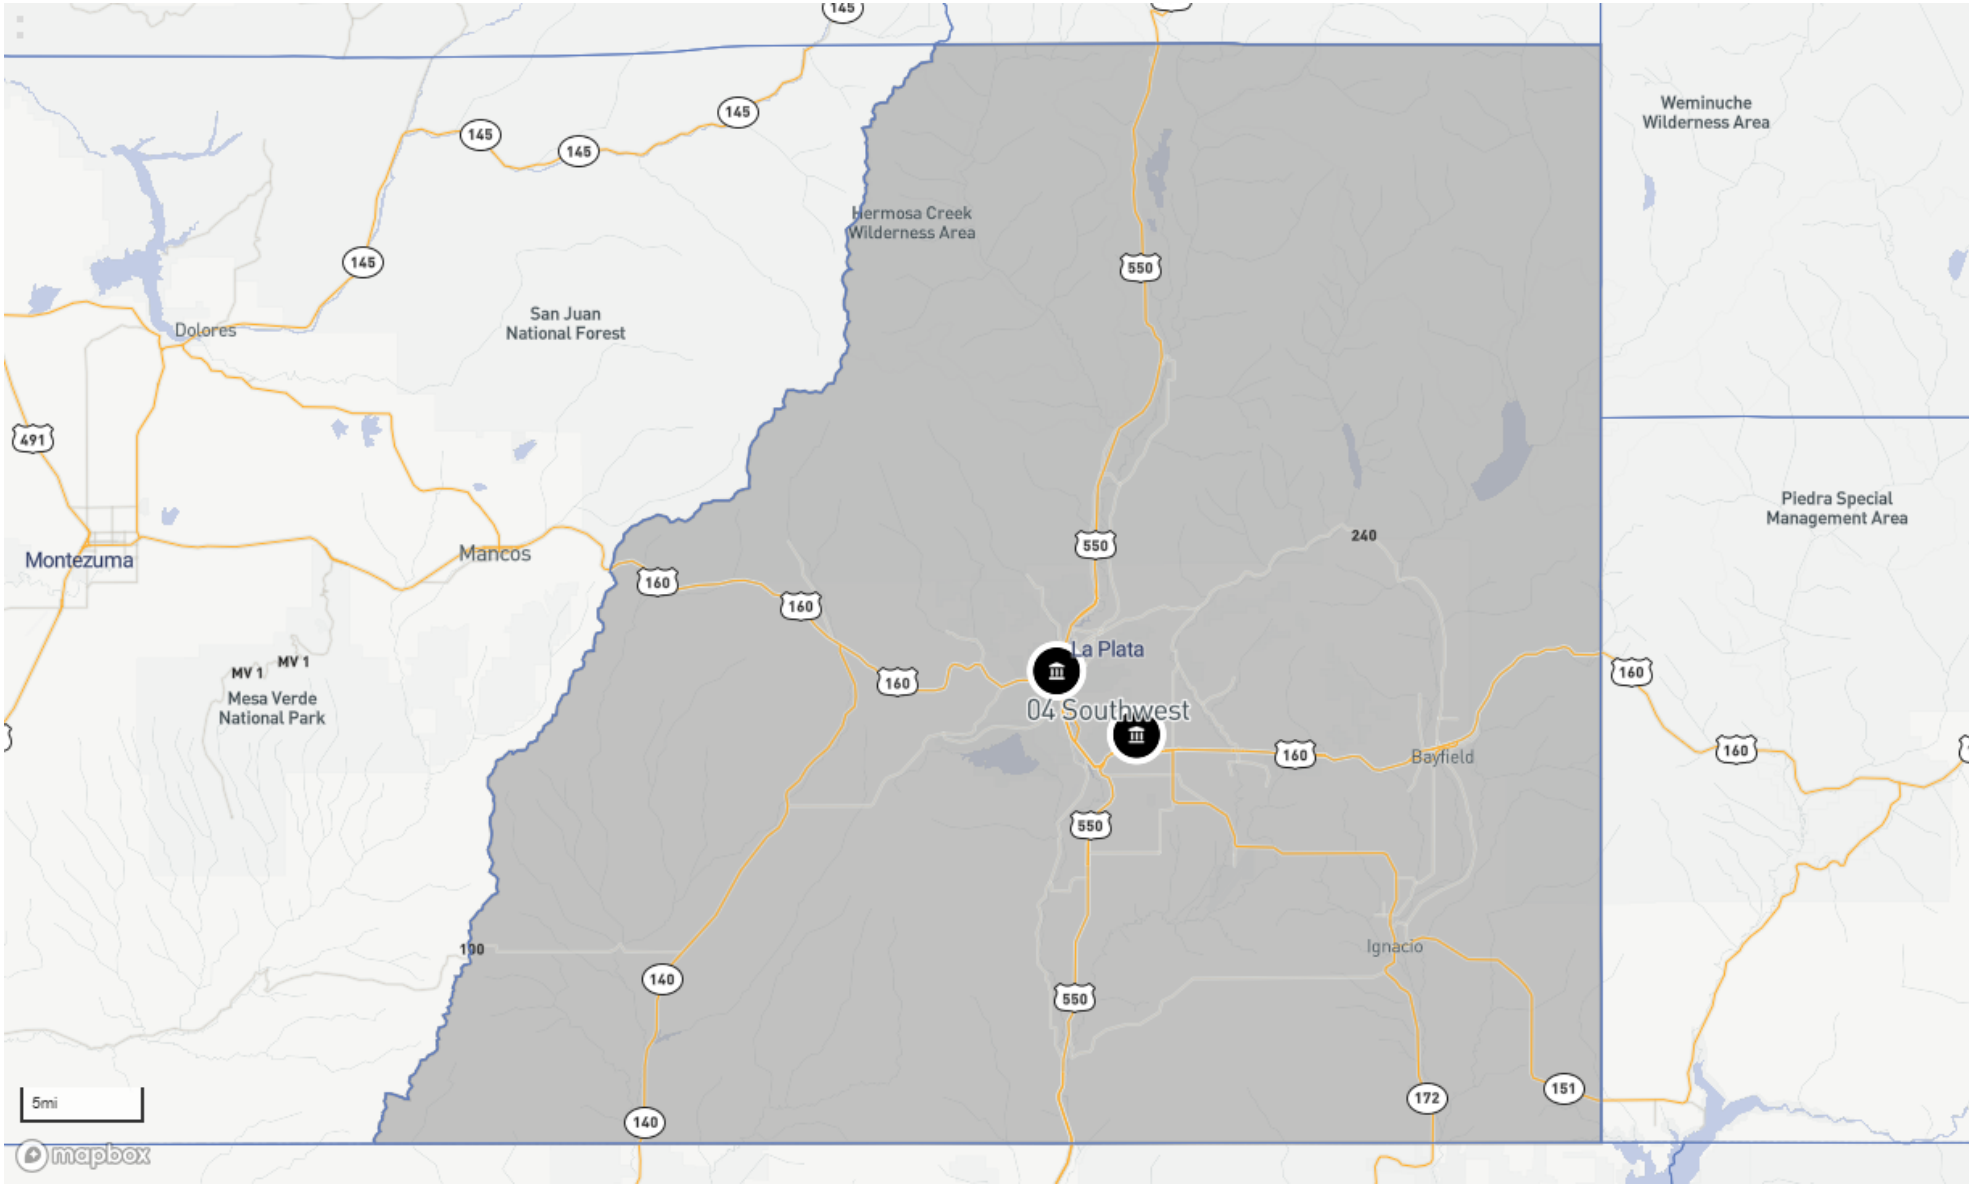 145
145
Weminuche
Wilderness Area
145
145
Hermosa Creek
Wilderness Area
145
550
San Juan
National Forest
Dolores
491
Piedra Special
Management Area
240
550
Mancos
Montezuma
160
160
La Plata
MV 1
MV 1
160
160
Mesa Verde
National Park
04 Southwest
160
160
Bayfield
550
Ignacio
190
140
550
151
172
5mi
140
mapbox